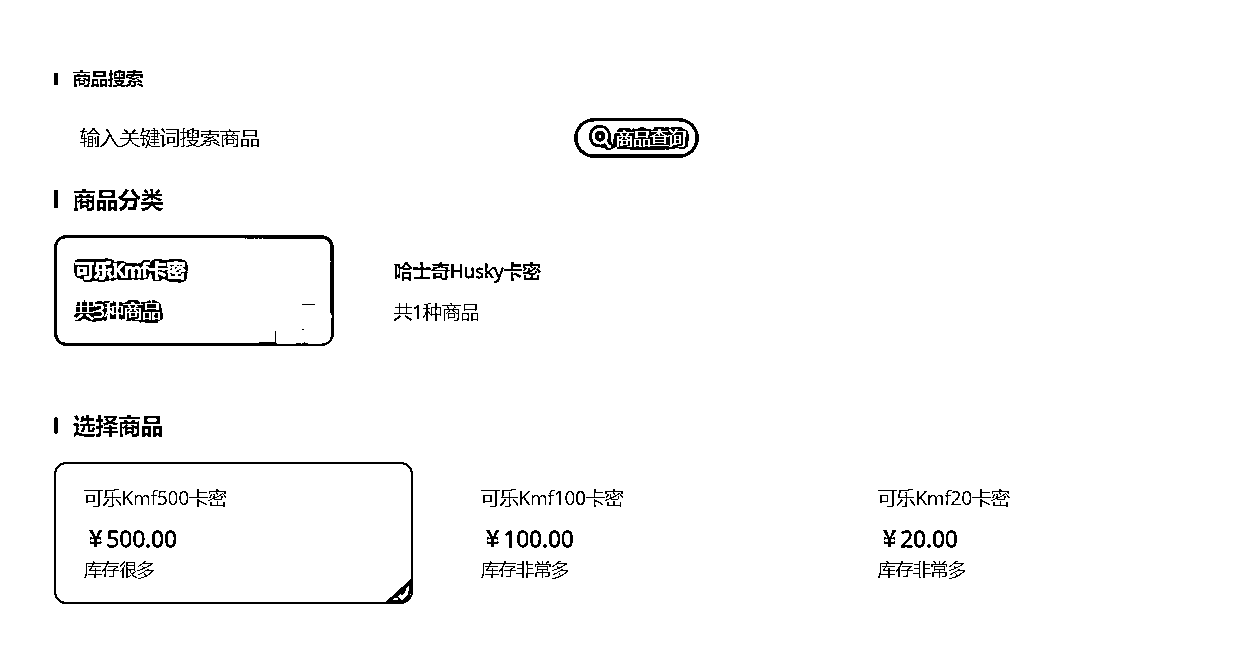 商品搜索
输入关键词搜索商品
商品查询
商品分类
可乐Kmf卡密
哈士奇Husky卡密
共3种商品
共1种商品
选择商品
可乐Kmf500卡密
可乐Kmf100卡密
可乐Kmf20卡密
￥500.00
￥100.00
￥20.00
库存很多
库存非常多
库存非常多